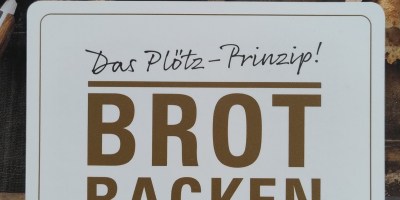 Das Plötz-Prinzip!
BROT
BACKEN